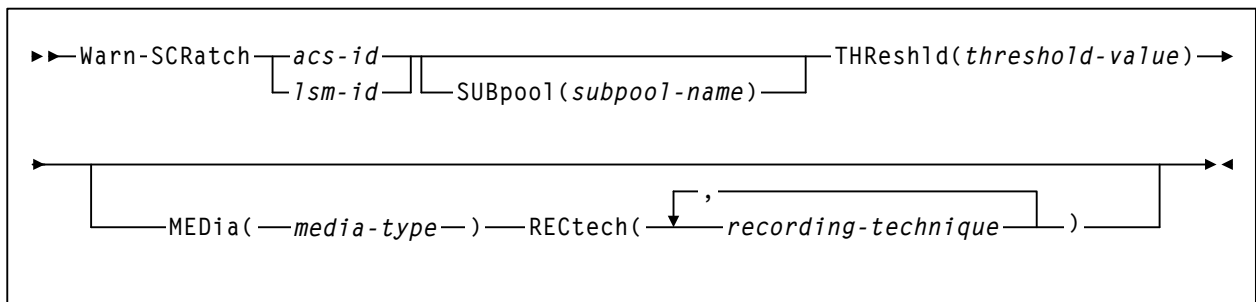 Warn-SCRatch acs-id THReshld(threshold-value)
lsm-id SUBpool(subpool-name)
,
MEDia( media-type ) RECtech( recording-technique )